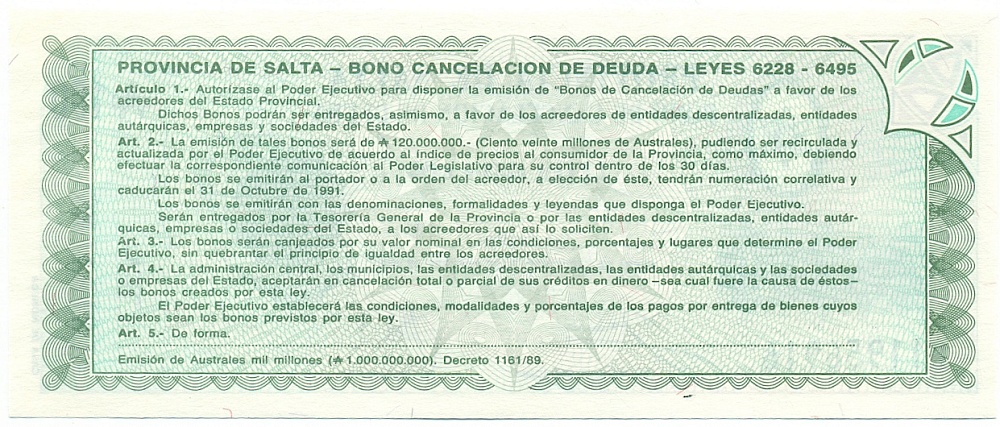 PROVINCIA DE SALTA – BONO CANCELACION DE DEUDA – LEYES 6228 - 6495
Artículo 1.- Autorízase al Poder Ejecutivo para disponer la emisión de "Bonos de Cancelación de Deudas" a favor de los
acreedores del Estado Provincial.
Dichos Bonos podrán ser entregados, asimismo, a favor de los acreedores de entidades descentralizadas, entidades
autárquicas, empresas y sociedades del Estado.
Art. 2.- La emisión de tales bonos será de ₳ 120.000.000.- (Ciento veinte millones de Australes), pudiendo ser recirculada y
actualizada por el Poder Ejecutivo de acuerdo al índice de precios al consumidor de la Provincia, como máximo, debiendo
efectuar la correspondiente comunicación al Poder Legislativo para su control dentro de los 30 días.
Los bonos se emitirán al portador o a la orden del acreedor, a elección de éste, tendrán numeración correlativa y
caducarán el 31 de Octubre de 1991.
Los bonos se emitirán con las denominaciones, formalidades y leyendas que disponga el Poder Ejecutivo.
Serán entregados por la Tesorería General de la Provincia o por las entidades descentralizadas, entidades autár-
quicas, empresas o sociedades del Estado, a los acreedores que así lo soliciten.
Art. 3.- Los bonos serán canjeados por su valor nominal en las condiciones, porcentajes y lugares que determine el Poder
Ejecutivo, sin quebrantar el principio de igualdad entre los acreedores.
Art. 4.- La administración central, los municipios, las entidades descentralizadas, las entidades autárquicas y las sociedades
o empresas del Estado, aceptarán en cancelación total o parcial de sus créditos en dinero –sea cual fuere la causa de éstos–
los bonos creados por esta ley.
El Poder Ejecutivo establecerá las condiciones, modalidades y porcentajes de los pagos por entrega de bienes cuyos
objetos sean los bonos previstos por esta ley.
Art. 5.- De forma.
Emisión de Australes mil millones (₳ 1.000.000.000). Decreto 1161/89.